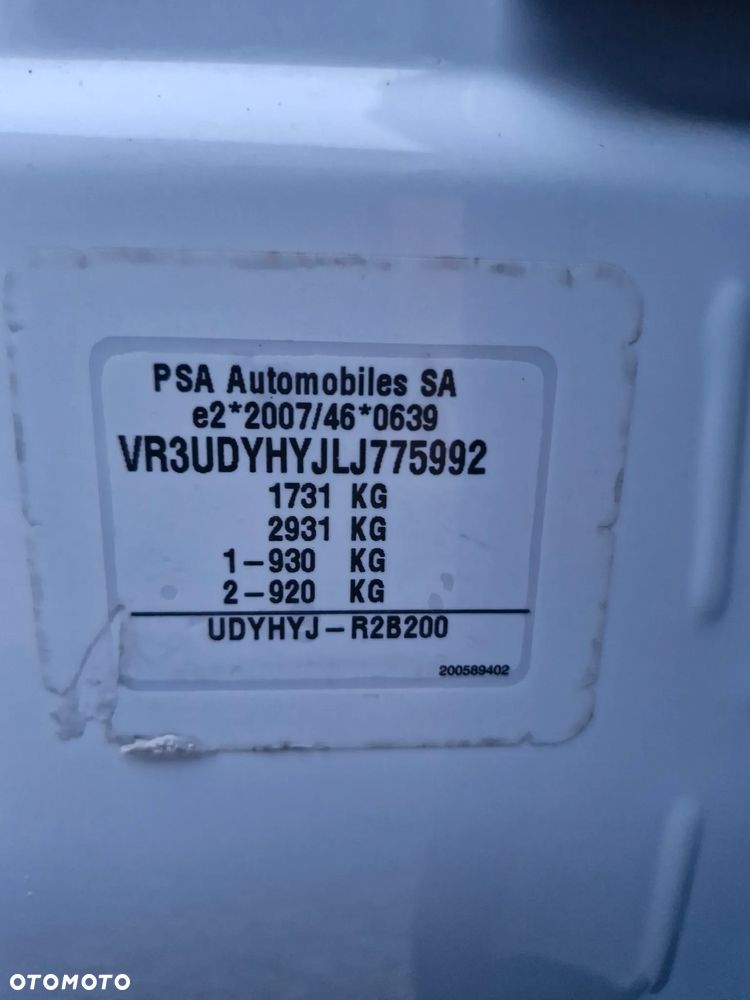 PSA Automobiles SA
e2*2007/46*0639
VR3UDYHYJLJ775992
1731 KG
2931 KG
1-930 KG
2-920 KG
UDYHYJ-R2B200
200589402
OTOMOTO